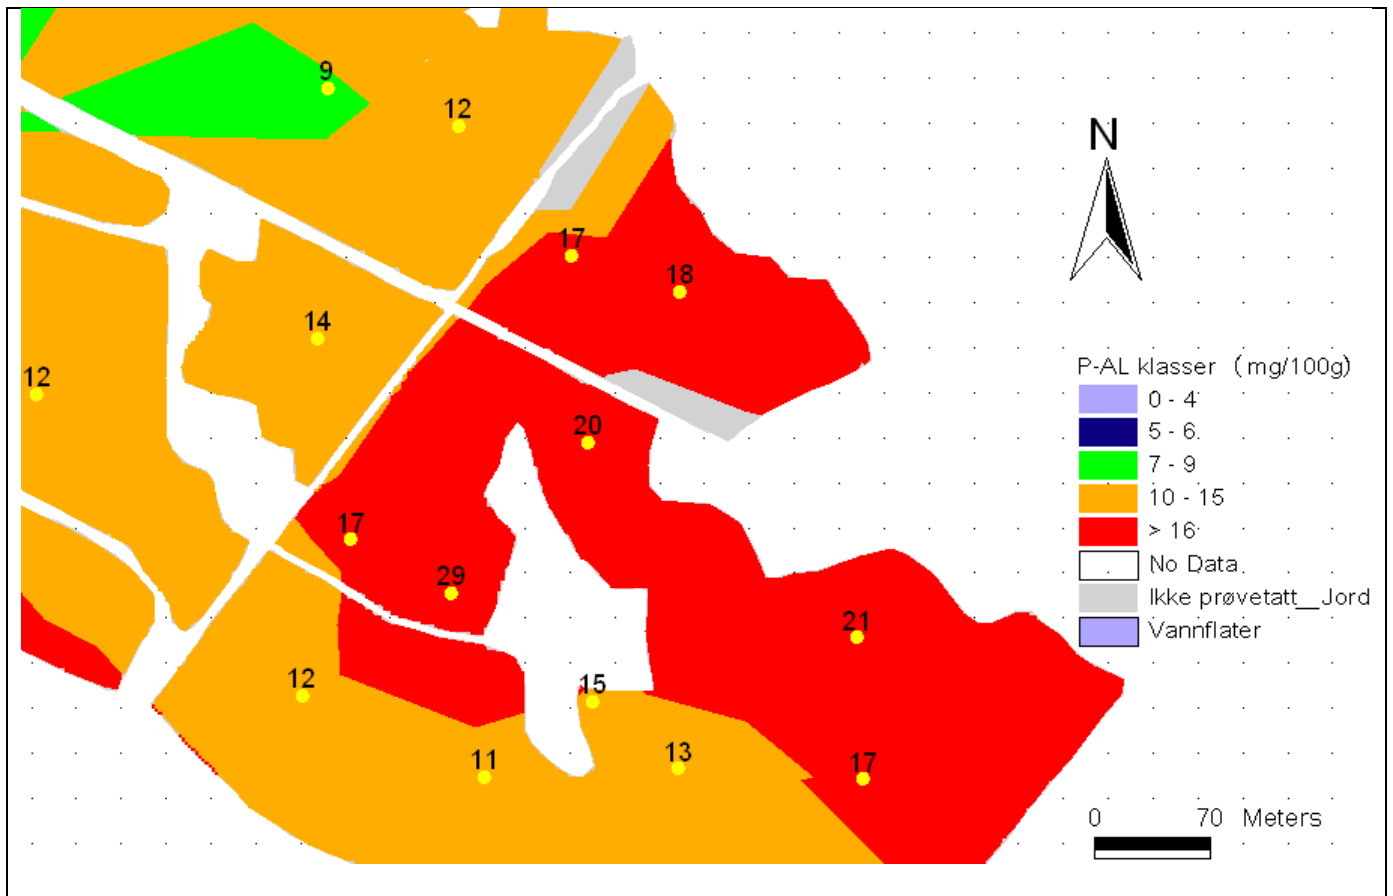 9
12
N
17
18
14
12
P-AL klasser (mg/100g)
0 - 4
5 - 6
7 - 9
10 - 15
> 16
No Data
Ikke prøvetatt__Jord
Vannflater
20
17
29
21
12
15
11
13
17
0 70 Meters